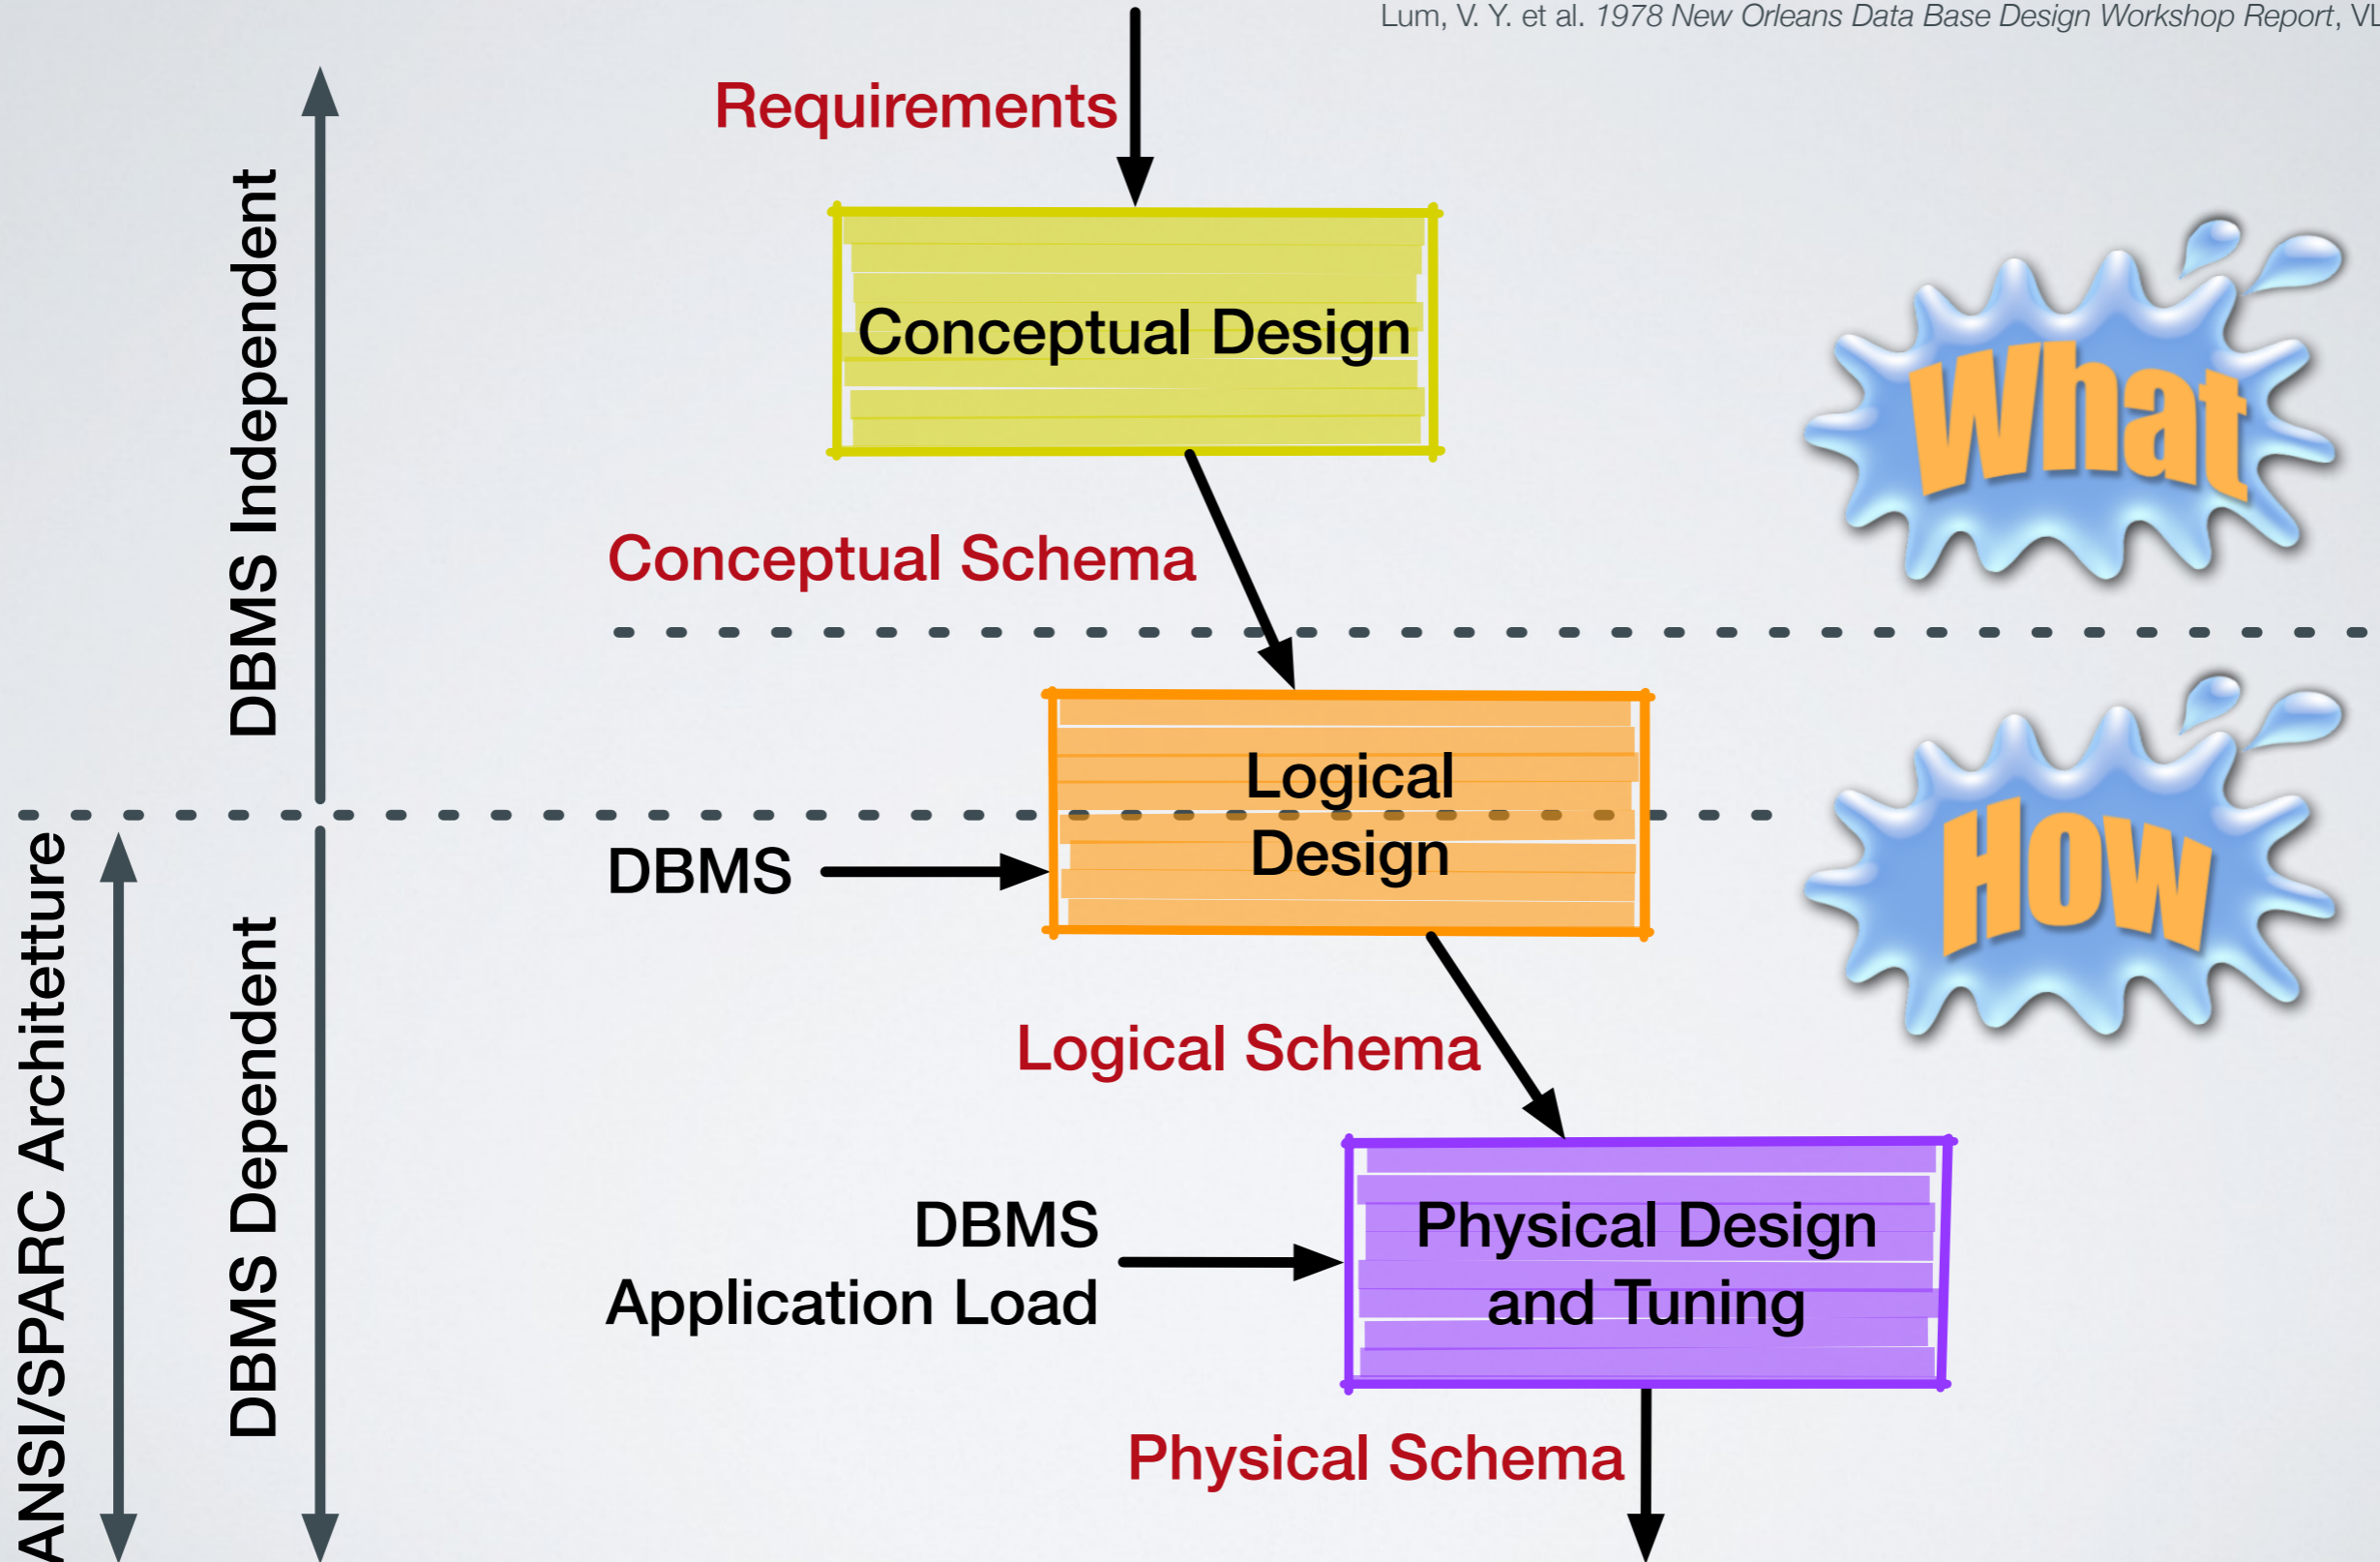 Lum, V. Y. et al. 1978 New Orleans Data Base Design Workshop Report, VL
Requirements
DBMS Independent
Conceptual Design
What
Conceptual Schema
Logical
Design
How
DBMS
ANSI/SPARC Architetture
DBMS Dependent
Logical Schema
DBMS
Application Load
Physical Design
and Tuning
Physical Schema